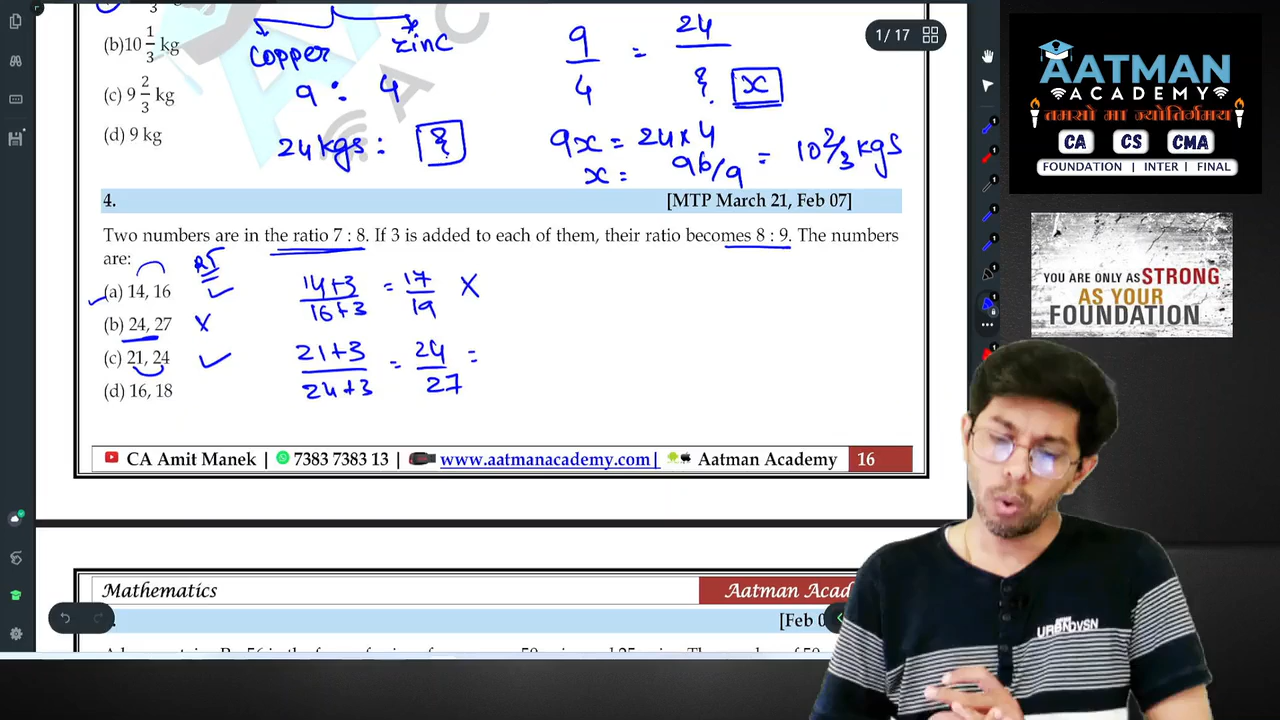 (b)10 1/3 kg
copper zinc
9 : 4
9/4 = 24/? x
(c) 9 2/3 kg
(d) 9 kg
24 kgs : ?
9x = 24 x 4
x = 96/9 = 10 2/3 kgs
4. [MTP March 21, Feb 07]
Two numbers are in the ratio 7 : 8. If 3 is added to each of them, their ratio becomes 8 : 9. The numbers
are:
(a) 14, 16
14+3/16+3 = 17/19 X
(b) 24, 27 X
(c) 21, 24
21+3/24+3 = 24/27 =
(d) 16, 18
CA Amit Manek | 7383 7383 13 | www.aatmanacademy.com| Aatman Academy 16
Mathematics Aatman Acad
[Feb 0
1 / 17
AATMAN
ACADEMY
तमसो मा ज्योतिर्गमय
CA CS CMA
FOUNDATION | INTER | FINAL
YOU ARE ONLY AS STRONG
AS YOUR
FOUNDATION
URBNDVSN